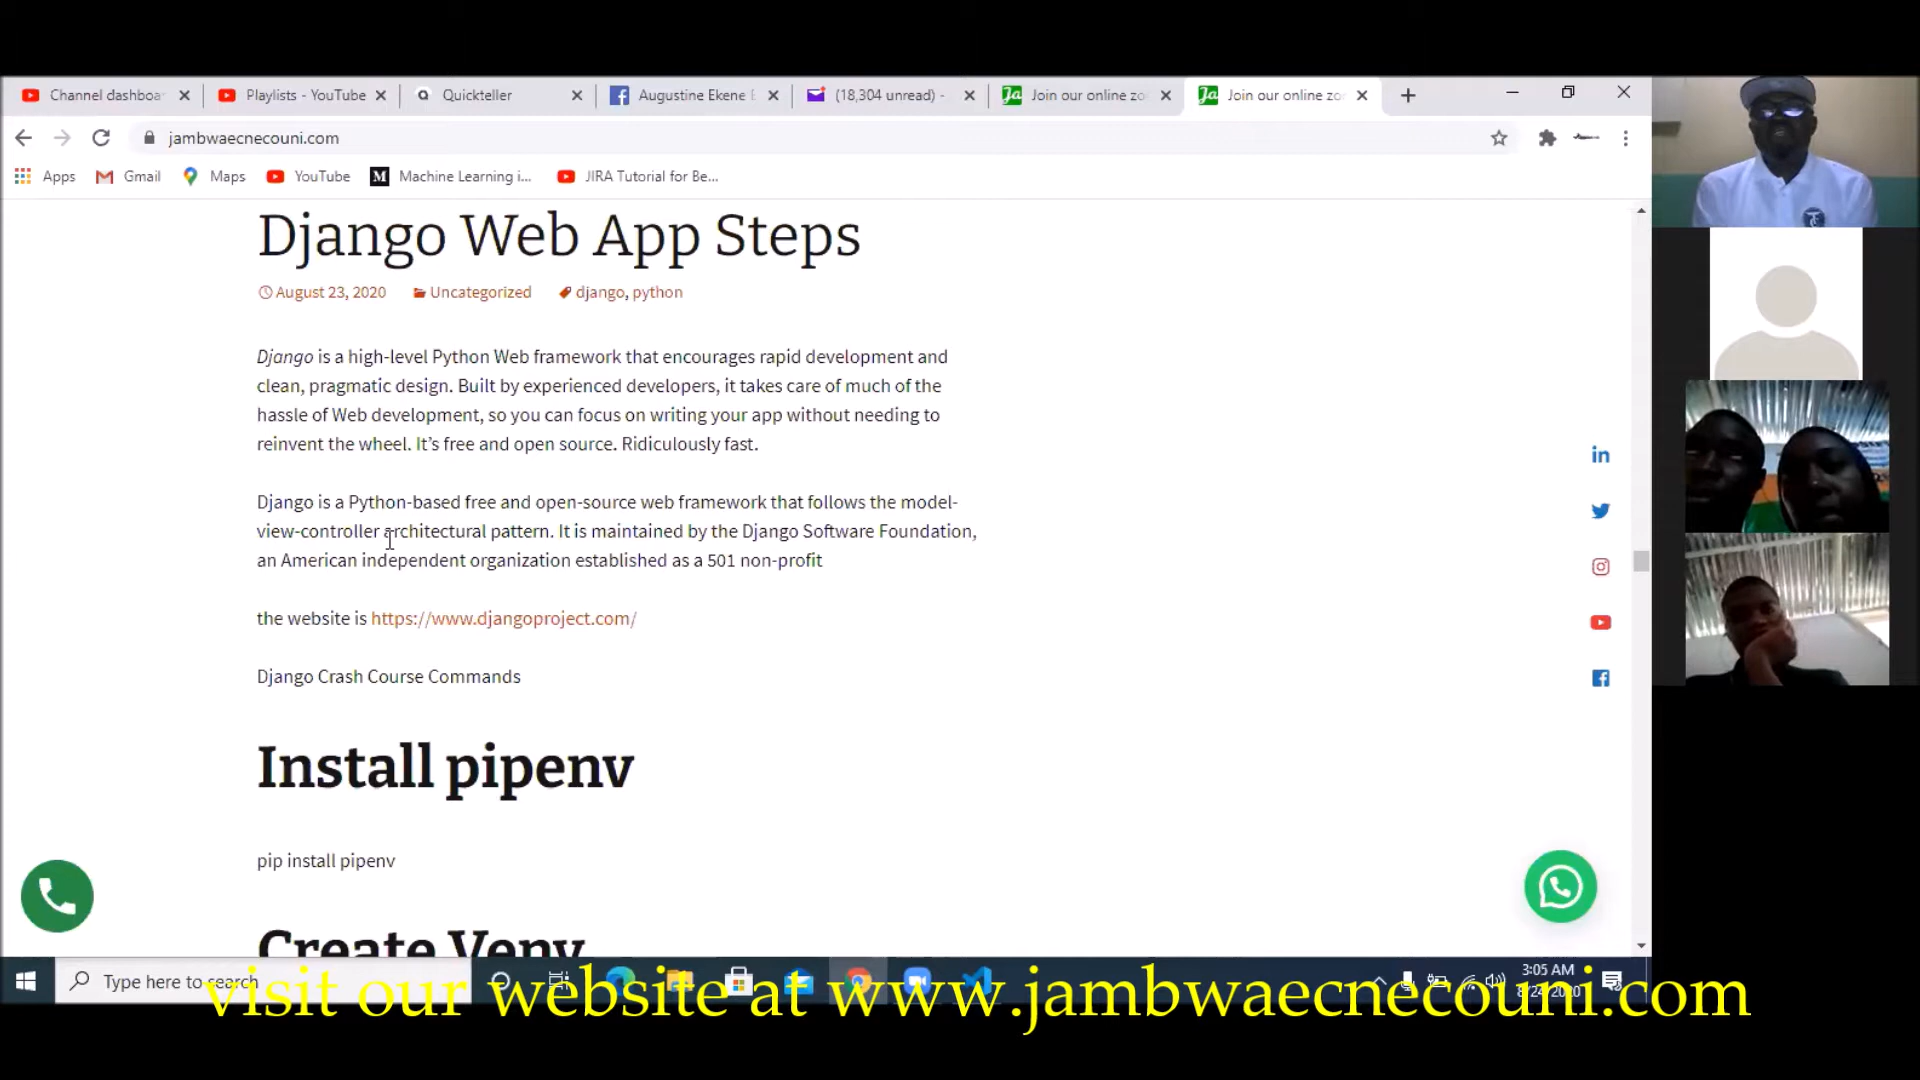 Channel dashboa
Playlists - YouTube
Quickteller
Augustine Ekene
(18,304 unread) -
Join our online zo
Join our online zo
jambwaecnecouni.com
Apps
Gmail
Maps
YouTube
Machine Learning i...
JIRA Tutorial for Be...
Django Web App Steps
August 23, 2020 Uncategorized django, python
Django is a high-level Python Web framework that encourages rapid development and
clean, pragmatic design. Built by experienced developers, it takes care of much of the
hassle of Web development, so you can focus on writing your app without needing to
reinvent the wheel. It’s free and open source. Ridiculously fast.
Django is a Python-based free and open-source web framework that follows the model-
view-controller architectural pattern. It is maintained by the Django Software Foundation,
an American independent organization established as a 501 non-profit
the website is https://www.djangoproject.com/
Django Crash Course Commands
Install pipenv
pip install pipenv
Create Venv
Type here to search
3:05 AM
8/24/2020
visit our website at www.jambwaecnecouni.com